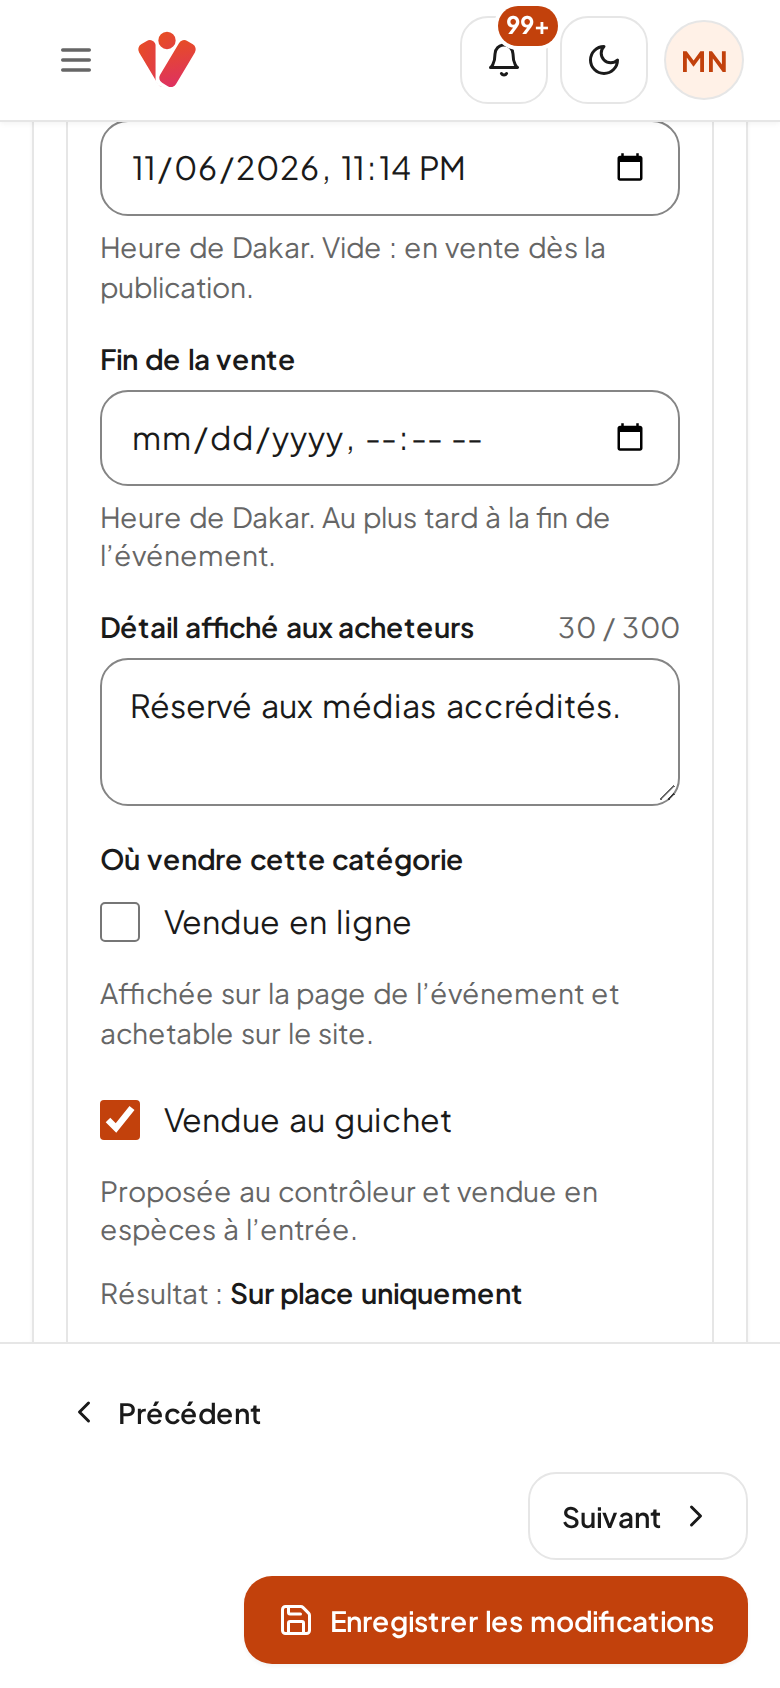 99+
MN
11/06/2026, 11:14 PM
Heure de Dakar. Vide : en vente dès la
publication.
Fin de la vente
mm/dd/yyyy, --:-- --
Heure de Dakar. Au plus tard à la fin de
l’événement.
Détail affiché aux acheteurs 30 / 300
Réservé aux médias accrédités.
Où vendre cette catégorie
Vendue en ligne
Affichée sur la page de l’événement et
achetable sur le site.
Vendue au guichet
Proposée au contrôleur et vendue en
espèces à l’entrée.
Résultat : Sur place uniquement
Précédent
Suivant
Enregistrer les modifications